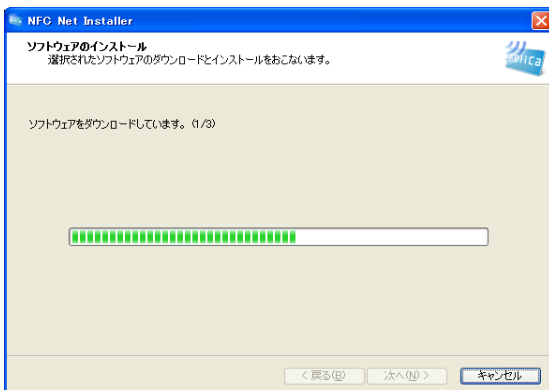 NFC Net Installer
ソフトウェアのインストール
選択されたソフトウェアのダウンロードとインストールをおこないます。
FeliCa
ソフトウェアをダウンロードしています。(1/3)
< 戻る(B)
次へ(N) >
キャンセル